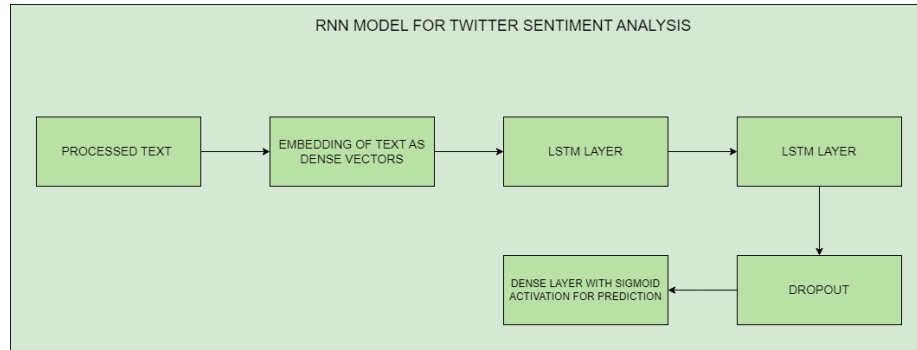 RNN MODEL FOR TWITTER SENTIMENT ANALYSIS
PROCESSED TEXT
EMBEDDING OF TEXT AS
DENSE VECTORS
LSTM LAYER
LSTM LAYER
DROPOUT
DENSE LAYER WITH SIGMOID
ACTIVATION FOR PREDICTION